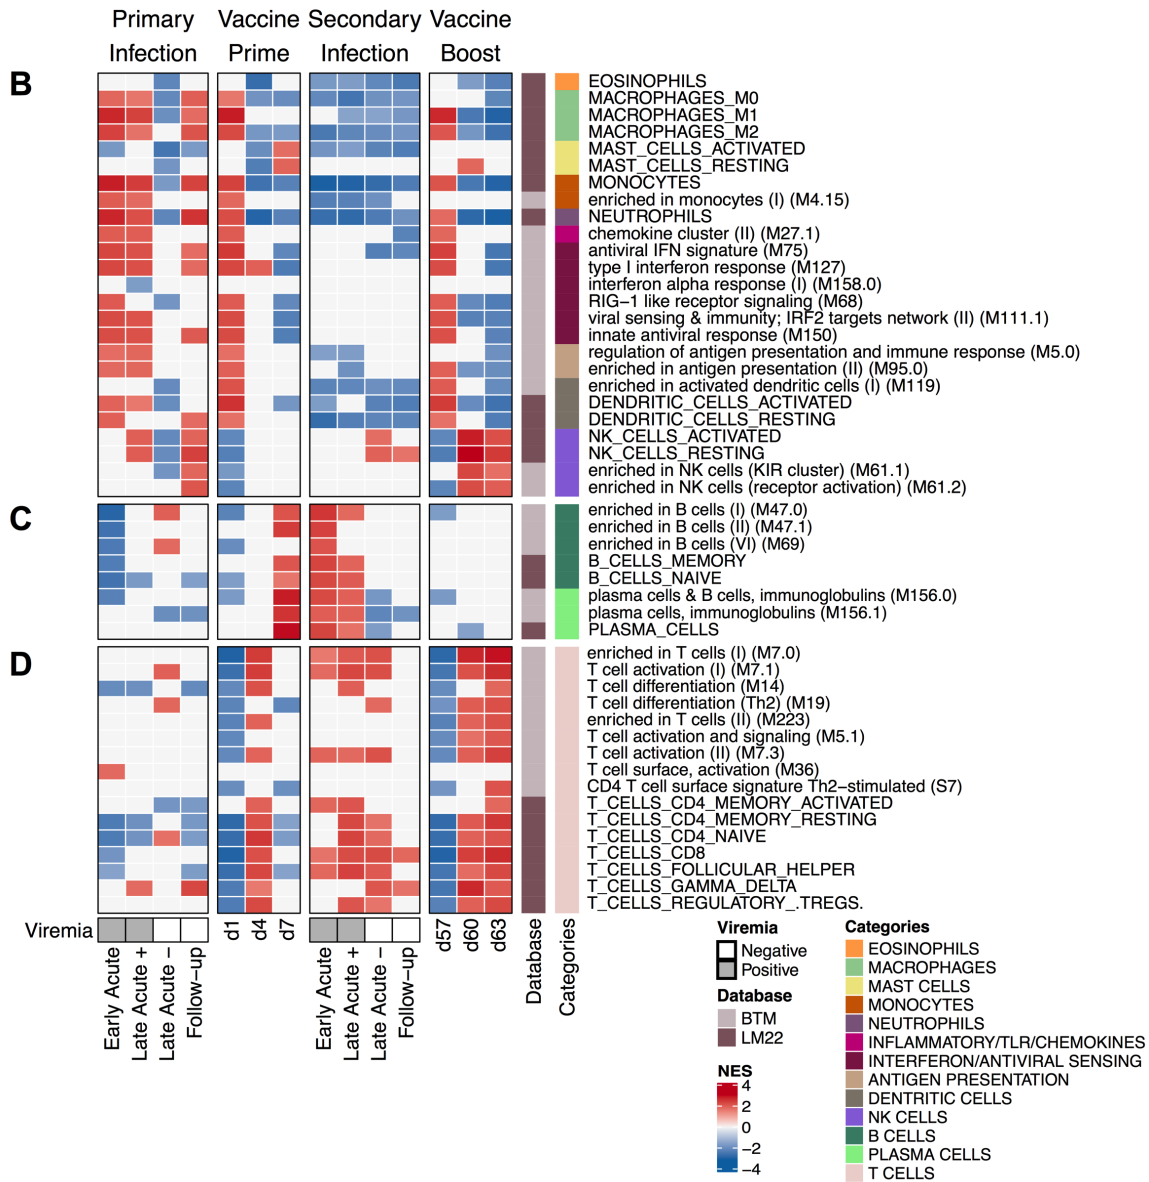 Primary Vaccine Secondary Vaccine
Infection Prime Infection Boost
B
EOSINOPHILS
MACROPHAGES_M0
MACROPHAGES_M1
MACROPHAGES_M2
MAST_CELLS_ACTIVATED
MAST_CELLS_RESTING
MONOCYTES
enriched in monocytes (I) (M4.15)
NEUTROPHILS
chemokine cluster (II) (M27.1)
antiviral IFN signature (M75)
type I interferon response (M127)
interferon alpha response (I) (M158.0)
RIG−1 like receptor signaling (M68)
viral sensing & immunity; IRF2 targets network (II) (M111.1)
innate antiviral response (M150)
regulation of antigen presentation and immune response (M5.0)
enriched in antigen presentation (II) (M95.0)
enriched in activated dendritic cells (I) (M119)
DENDRITIC_CELLS_ACTIVATED
DENDRITIC_CELLS_RESTING
NK_CELLS_ACTIVATED
NK_CELLS_RESTING
enriched in NK cells (KIR cluster) (M61.1)
enriched in NK cells (receptor activation) (M61.2)
C
enriched in B cells (I) (M47.0)
enriched in B cells (II) (M47.1)
enriched in B cells (VI) (M69)
B_CELLS_MEMORY
B_CELLS_NAIVE
plasma cells & B cells, immunoglobulins (M156.0)
plasma cells, immunoglobulins (M156.1)
PLASMA_CELLS
D
enriched in T cells (I) (M7.0)
T cell activation (I) (M7.1)
T cell differentiation (M14)
T cell differentiation (Th2) (M19)
enriched in T cells (II) (M223)
T cell activation and signaling (M5.1)
T cell activation (II) (M7.3)
T cell surface, activation (M36)
CD4 T cell surface signature Th2−stimulated (S7)
T_CELLS_CD4_MEMORY_ACTIVATED
T_CELLS_CD4_MEMORY_RESTING
T_CELLS_CD4_NAIVE
T_CELLS_CD8
T_CELLS_FOLLICULAR_HELPER
T_CELLS_GAMMA_DELTA
T_CELLS_REGULATORY_.TREGS.
Viremia
Early Acute
Late Acute +
Late Acute −
Follow−up
d1
d4
d7
Early Acute
Late Acute +
Late Acute −
Follow−up
d57
d60
d63
Database
Categories
Viremia
Negative
Positive
Database
BTM
LM22
NES
4
2
0
−2
−4
Categories
EOSINOPHILS
MACROPHAGES
MAST CELLS
MONOCYTES
NEUTROPHILS
INFLAMMATORY/TLR/CHEMOKINES
INTERFERON/ANTIVIRAL SENSING
ANTIGEN PRESENTATION
DENTRITIC CELLS
NK CELLS
B CELLS
PLASMA CELLS
T CELLS